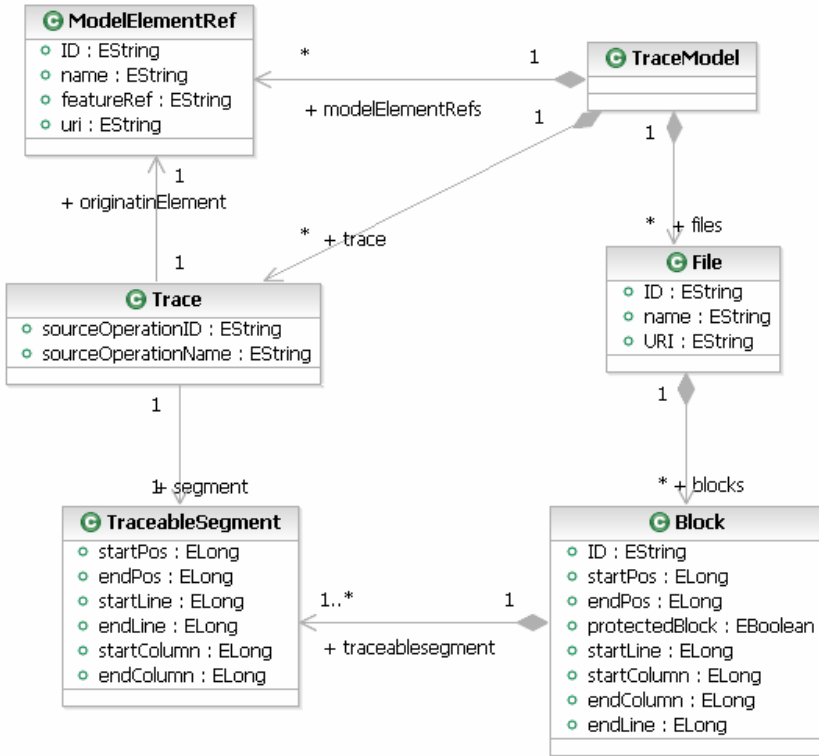 ModelElementRef
ID : EString
name : EString
featureRef : EString
uri : EString
TraceModel
*
1
+ modelElementRefs
1
1
1
+ originatinElement
1
* + trace
* + files
File
ID : EString
name : EString
URI : EString
Trace
sourceOperationID : EString
sourceOperationName : EString
1
1
1 + segment
* + blocks
TraceableSegment
startPos : ELong
endPos : ELong
startLine : ELong
endLine : ELong
startColumn : ELong
endColumn : ELong
1..*
1
+ traceablesegment
Block
ID : EString
startPos : ELong
endPos : ELong
protectedBlock : EBoolean
startLine : ELong
startColumn : ELong
endColumn : ELong
endLine : ELong